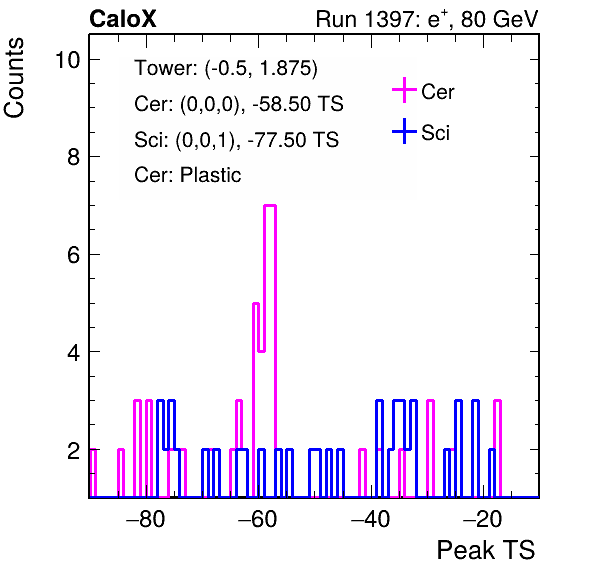 CaloX Run 1397: e⁺, 80 GeV
Counts
Tower: (-0.5, 1.875)
Cer: (0,0,0), -58.50 TS
Sci: (0,0,1), -77.50 TS
Cer: Plastic
Cer
Sci
10
8
6
4
2
−80 −60 −40 −20
Peak TS